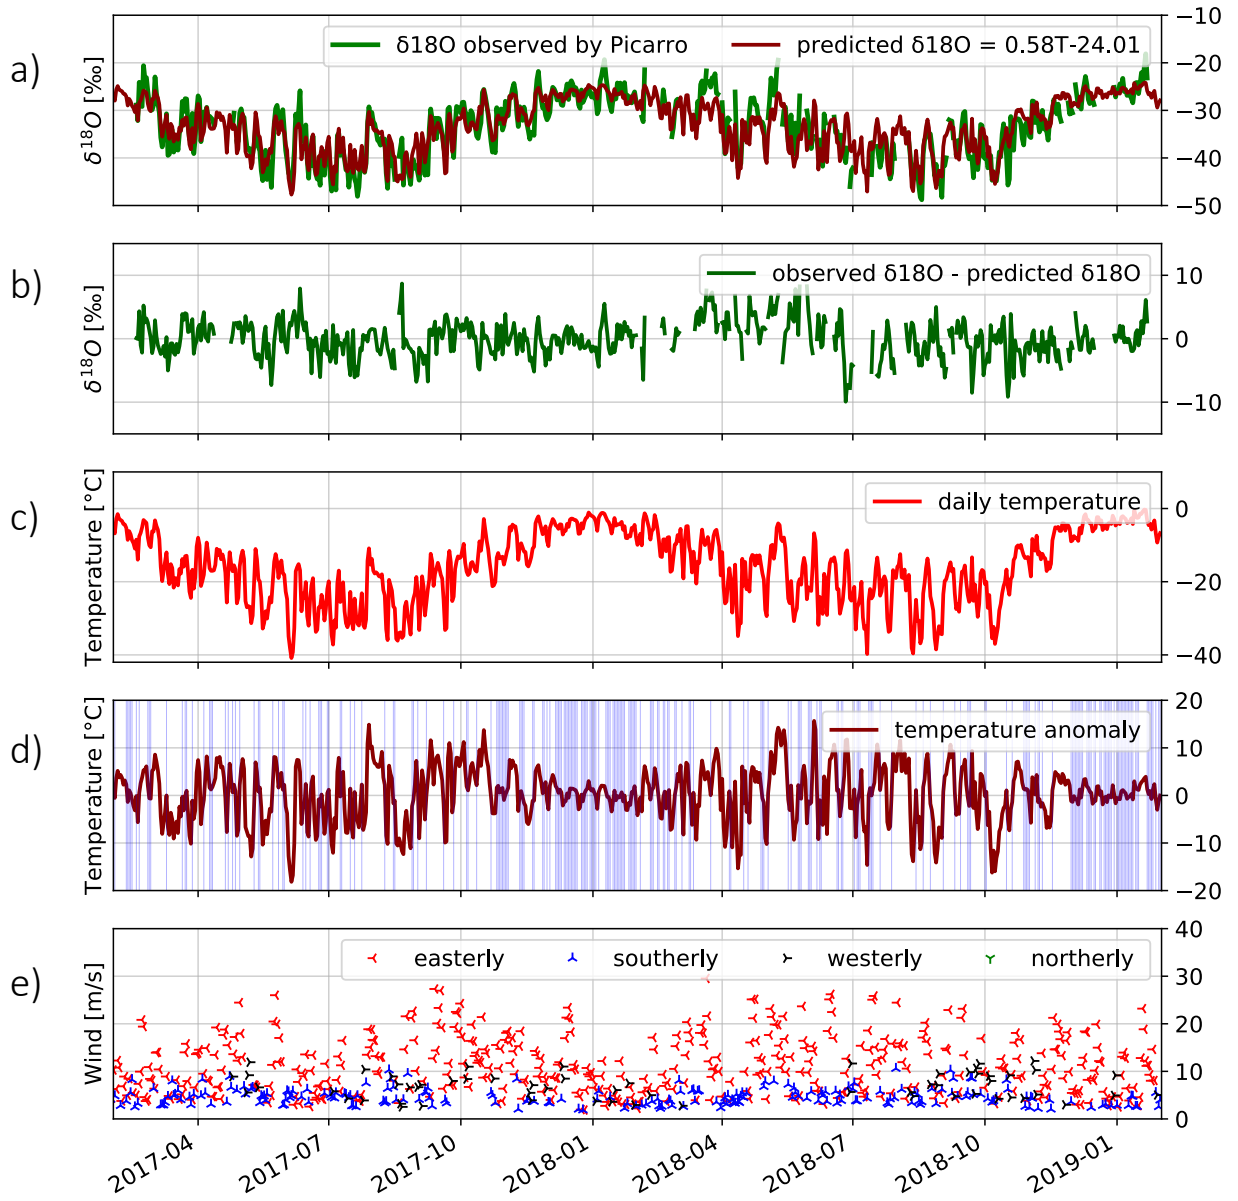 a)
δ18O observed by Picarro
predicted δ18O = 0.58T-24.01
δ¹⁸O [‰]
−10
−20
−30
−40
−50
b)
observed δ18O - predicted δ18O
δ¹⁸O [‰]
10
0
−10
c)
daily temperature
Temperature [°C]
0
−20
−40
d)
temperature anomaly
Temperature [°C]
20
10
0
−10
−20
e)
easterly southerly westerly northerly
Wind [m/s]
40
30
20
10
0
2017-04 2017-07 2017-10 2018-01 2018-04 2018-07 2018-10 2019-01